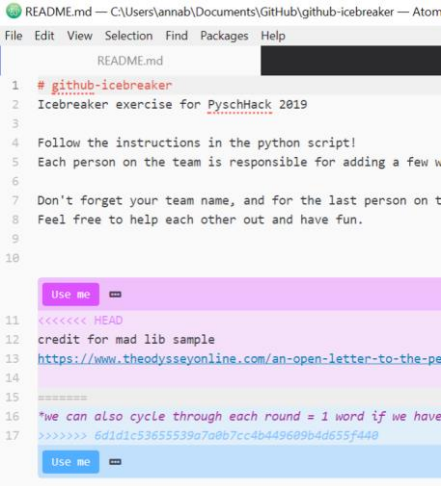 README.md — C:\Users\annab\Documents\GitHub\github-icebreaker — Atom
File Edit View Selection Find Packages Help
README.md
1 # github-icebreaker
2 Icebreaker exercise for PyschHack 2019
3
4 Follow the instructions in the python script!
5 Each person on the team is responsible for adding a few w
6
7 Don't forget your team name, and for the last person on t
8 Feel free to help each other out and have fun.
9
10
Use me
11 <<<<<<< HEAD
12 credit for mad lib sample
13 https://www.theodysseyonline.com/an-open-letter-to-the-pe
14
15 =======
16 *we can also cycle through each round = 1 word if we have
17 >>>>>>> 6d1d1c53655539a7a0b7cc4b449609b4d655f440
Use me